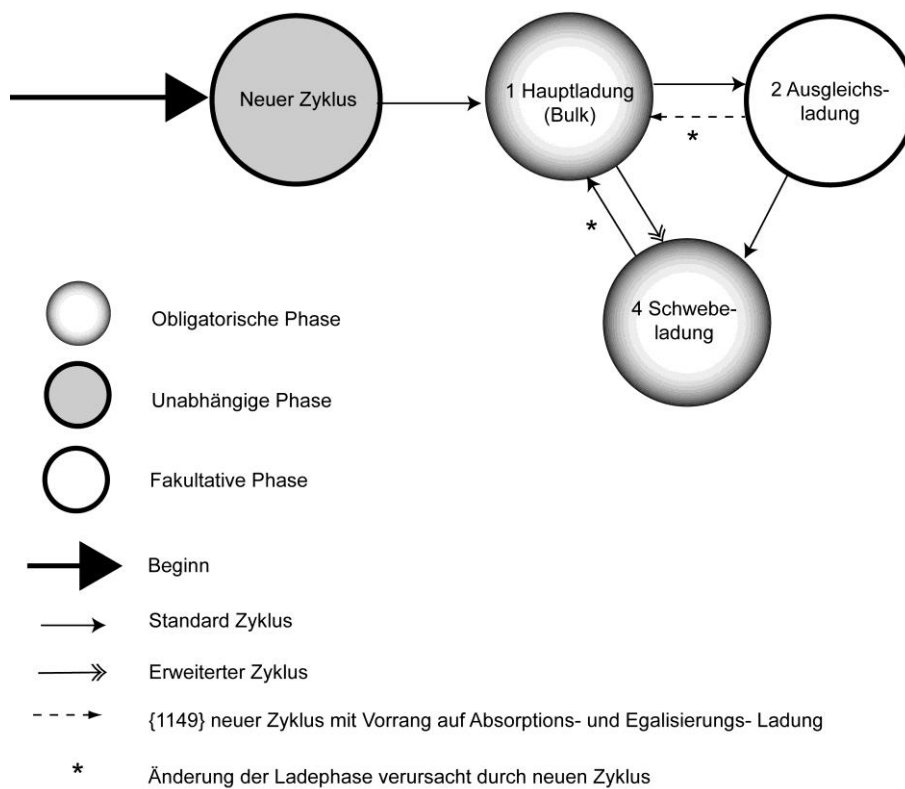 Neuer Zyklus
1 Hauptladung
(Bulk)
2 Ausgleichs-
ladung
*
*
4 Schwebe-
ladung
Obligatorische Phase
Unabhängige Phase
Fakultative Phase
Beginn
Standard Zyklus
Erweiterter Zyklus
{1149} neuer Zyklus mit Vorrang auf Absorptions- und Egalisierungs- Ladung
* Änderung der Ladephase verursacht durch neuen Zyklus